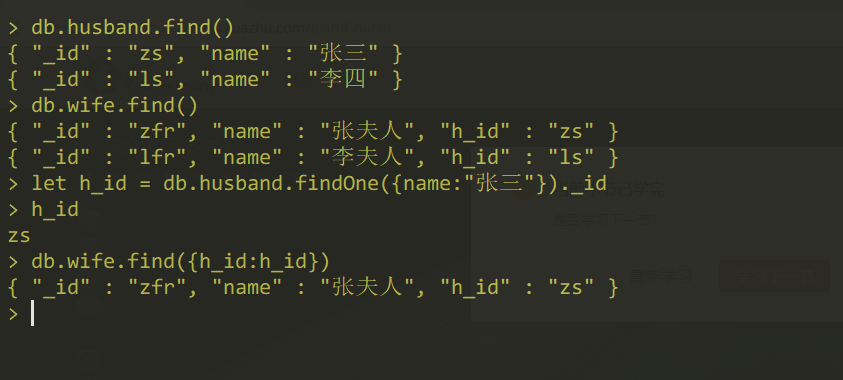 > db.husband.find()
{ "_id" : "zs", "name" : "张三" }
{ "_id" : "ls", "name" : "李四" }
> db.wife.find()
{ "_id" : "zfr", "name" : "张夫人", "h_id" : "zs" }
{ "_id" : "lfr", "name" : "李夫人", "h_id" : "ls" }
> let h_id = db.husband.findOne({name:"张三"})._id
> h_id
zs
> db.wife.find({h_id:h_id})
{ "_id" : "zfr", "name" : "张夫人", "h_id" : "zs" }
>